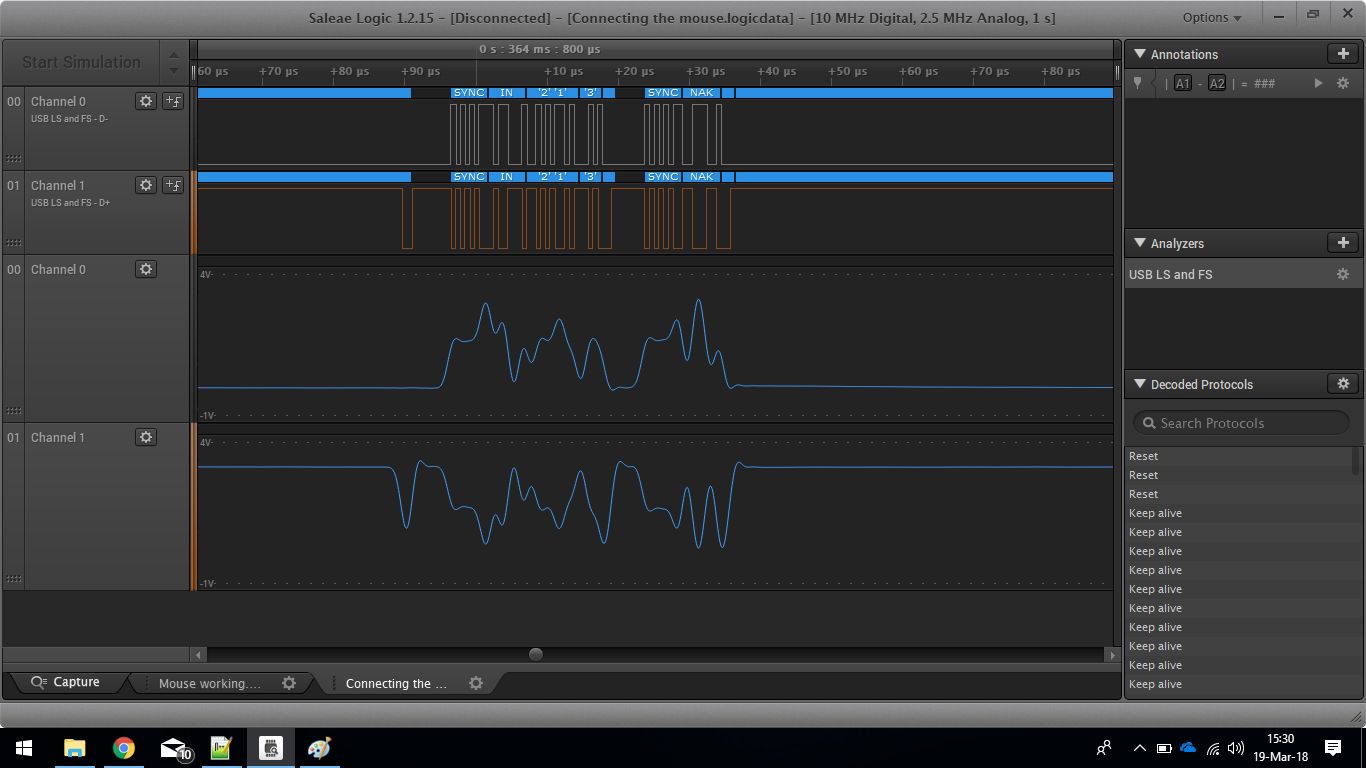 Saleae Logic 1.2.15 - [Disconnected] - [Connecting the mouse.logicdata] - [10 MHz Digital, 2.5 MHz Analog, 1 s]
Options
Start Simulation
0 s : 364 ms : 800 µs
60 µs +70 µs +80 µs +90 µs +10 µs +20 µs +30 µs +40 µs +50 µs +60 µs +70 µs +80 µs
00 Channel 0
USB LS and FS - D-
SYNC IN '2' '1' '3' SYNC NAK
01 Channel 1
USB LS and FS - D+
SYNC IN '2' '1' '3' SYNC NAK
00 Channel 0
4V
-1V
01 Channel 1
4V
-1V
Capture
Mouse working....
Connecting the ...
Annotations
| A1 - A2 | = ###
Analyzers
USB LS and FS
Decoded Protocols
Search Protocols
Reset
Reset
Reset
Keep alive
Keep alive
Keep alive
Keep alive
Keep alive
Keep alive
Keep alive
Keep alive
Keep alive
Keep alive
10
15:30
19-Mar-18